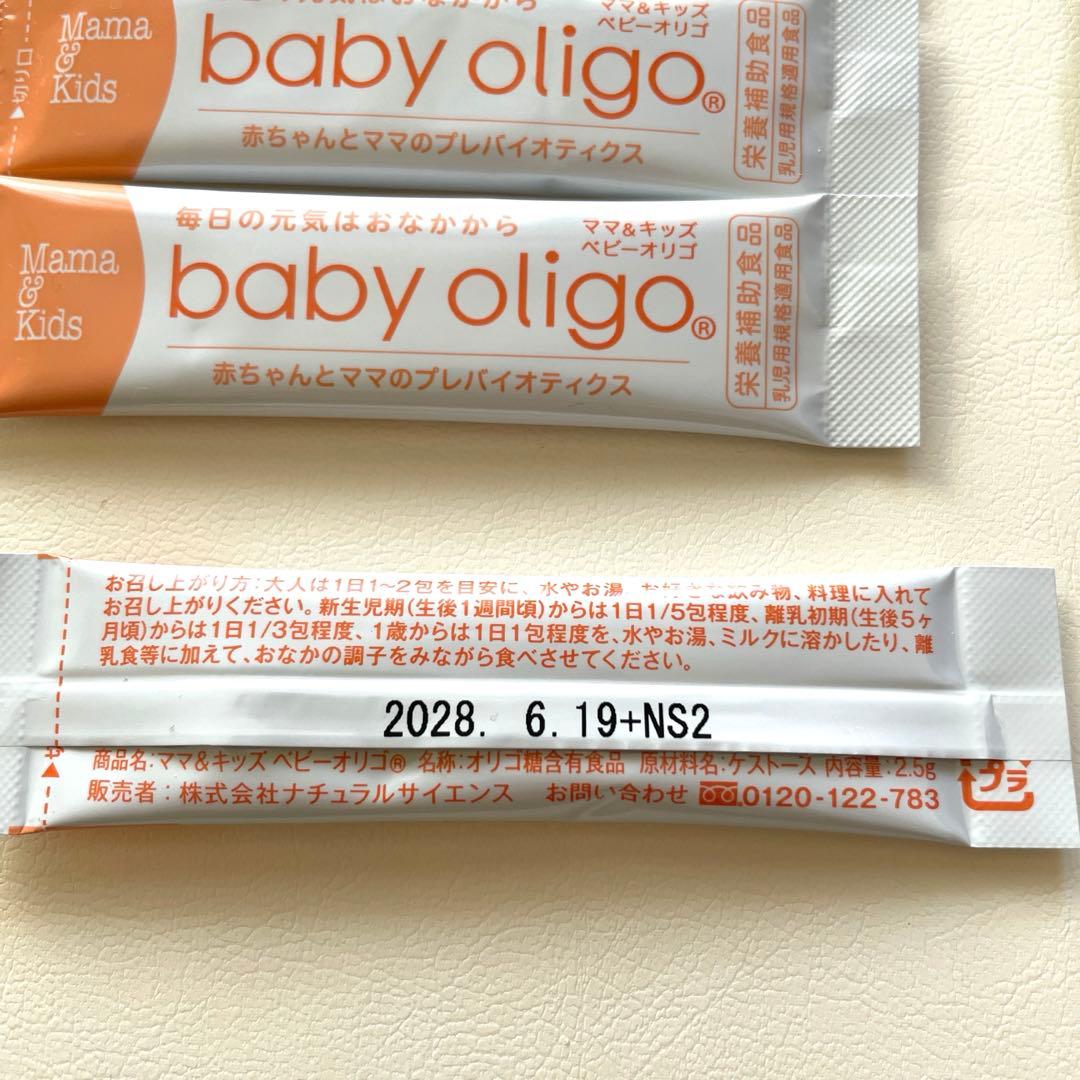 Mama
&
Kids
切り口
baby oligo®
ママ&キッズ
ベビーオリゴ
赤ちゃんとママのプレバイオティクス
栄養補助食品
乳児用規格適用食品
Mama
&
Kids
毎日の元気はおなかから
baby oligo®
ママ&キッズ
ベビーオリゴ
赤ちゃんとママのプレバイオティクス
栄養補助食品
乳児用規格適用食品
お召し上がり方:大人は1日1~2包を目安に、水やお湯、お好きな飲み物、料理に入れて
お召し上がりください。新生児期(生後1週間頃)からは1日1/5包程度、離乳初期(生後5ヶ
月頃)からは1日1/3包程度、1歳からは1日1包程度を、水やお湯、ミルクに溶かしたり、離
乳食等に加えて、おなかの調子をみながら食べさせてください。
2028. 6.19+NS2
商品名:ママ&キッズ ベビーオリゴ® 名称:オリゴ糖含有食品 原材料名:ケストース 内容量:2.5g
販売者:株式会社ナチュラルサイエンス お問い合わせ 0120-122-783
プラ